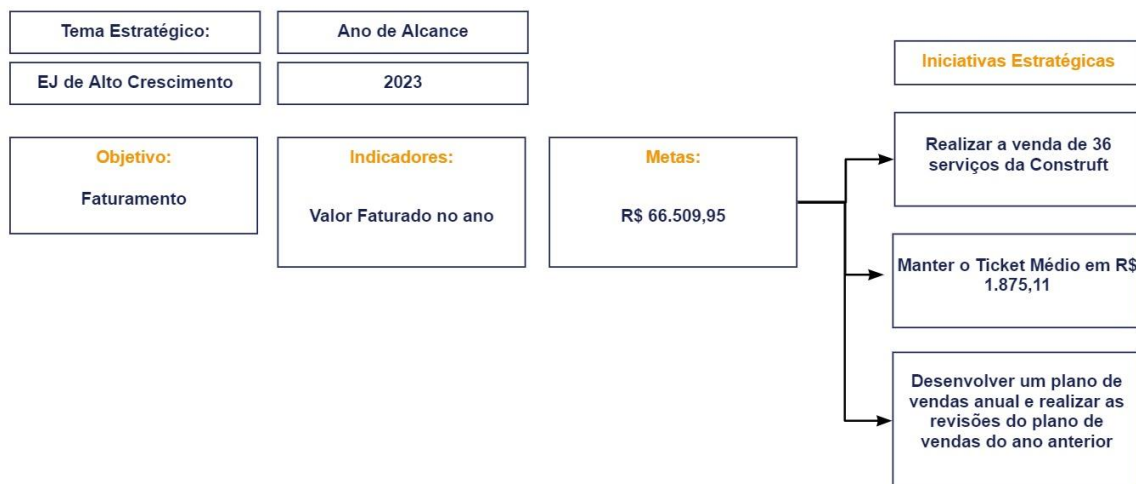 Tema Estratégico:
Ano de Alcance
EJ de Alto Crescimento
2023
Iniciativas Estratégicas
Objetivo:
Faturamento
Indicadores:
Valor Faturado no ano
Metas:
R$ 66.509,95
Realizar a venda de 36
serviços da Construft
Manter o Ticket Médio em R$
1.875,11
Desenvolver um plano de
vendas anual e realizar as
revisões do plano de
vendas do ano anterior